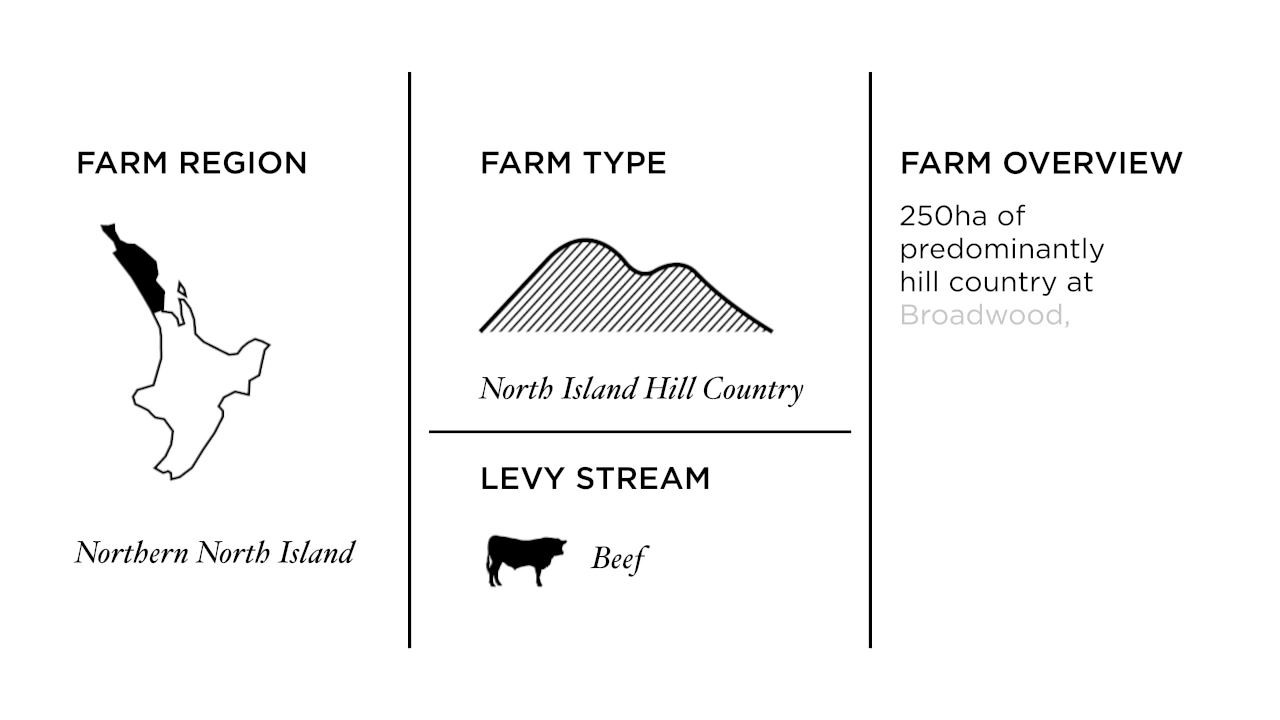 FARM REGION
Northern North Island
FARM TYPE
North Island Hill Country
LEVY STREAM
Beef
FARM OVERVIEW
250ha of
predominantly
hill country at
Broadwood,